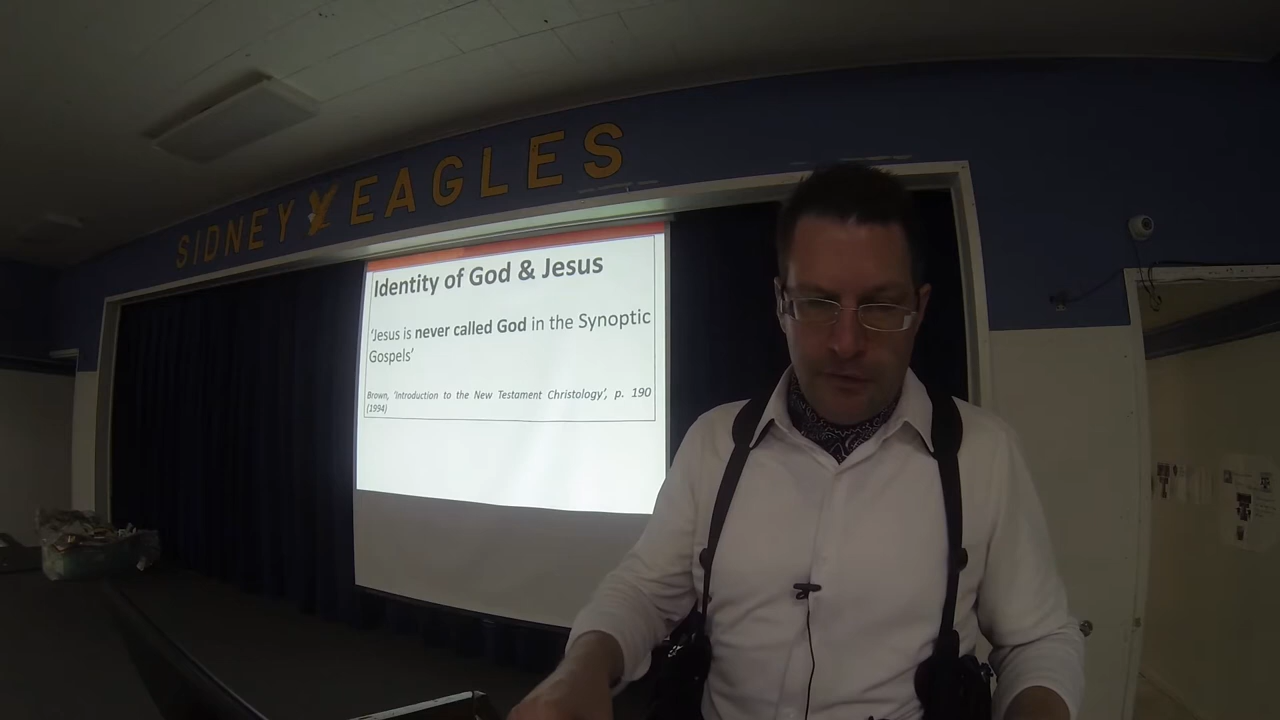 SIDNEY EAGLES
Identity of God & Jesus
'Jesus is never called God in the Synoptic
Gospels'
Brown, 'Introduction to the New Testament Christology', p. 190
(1994)